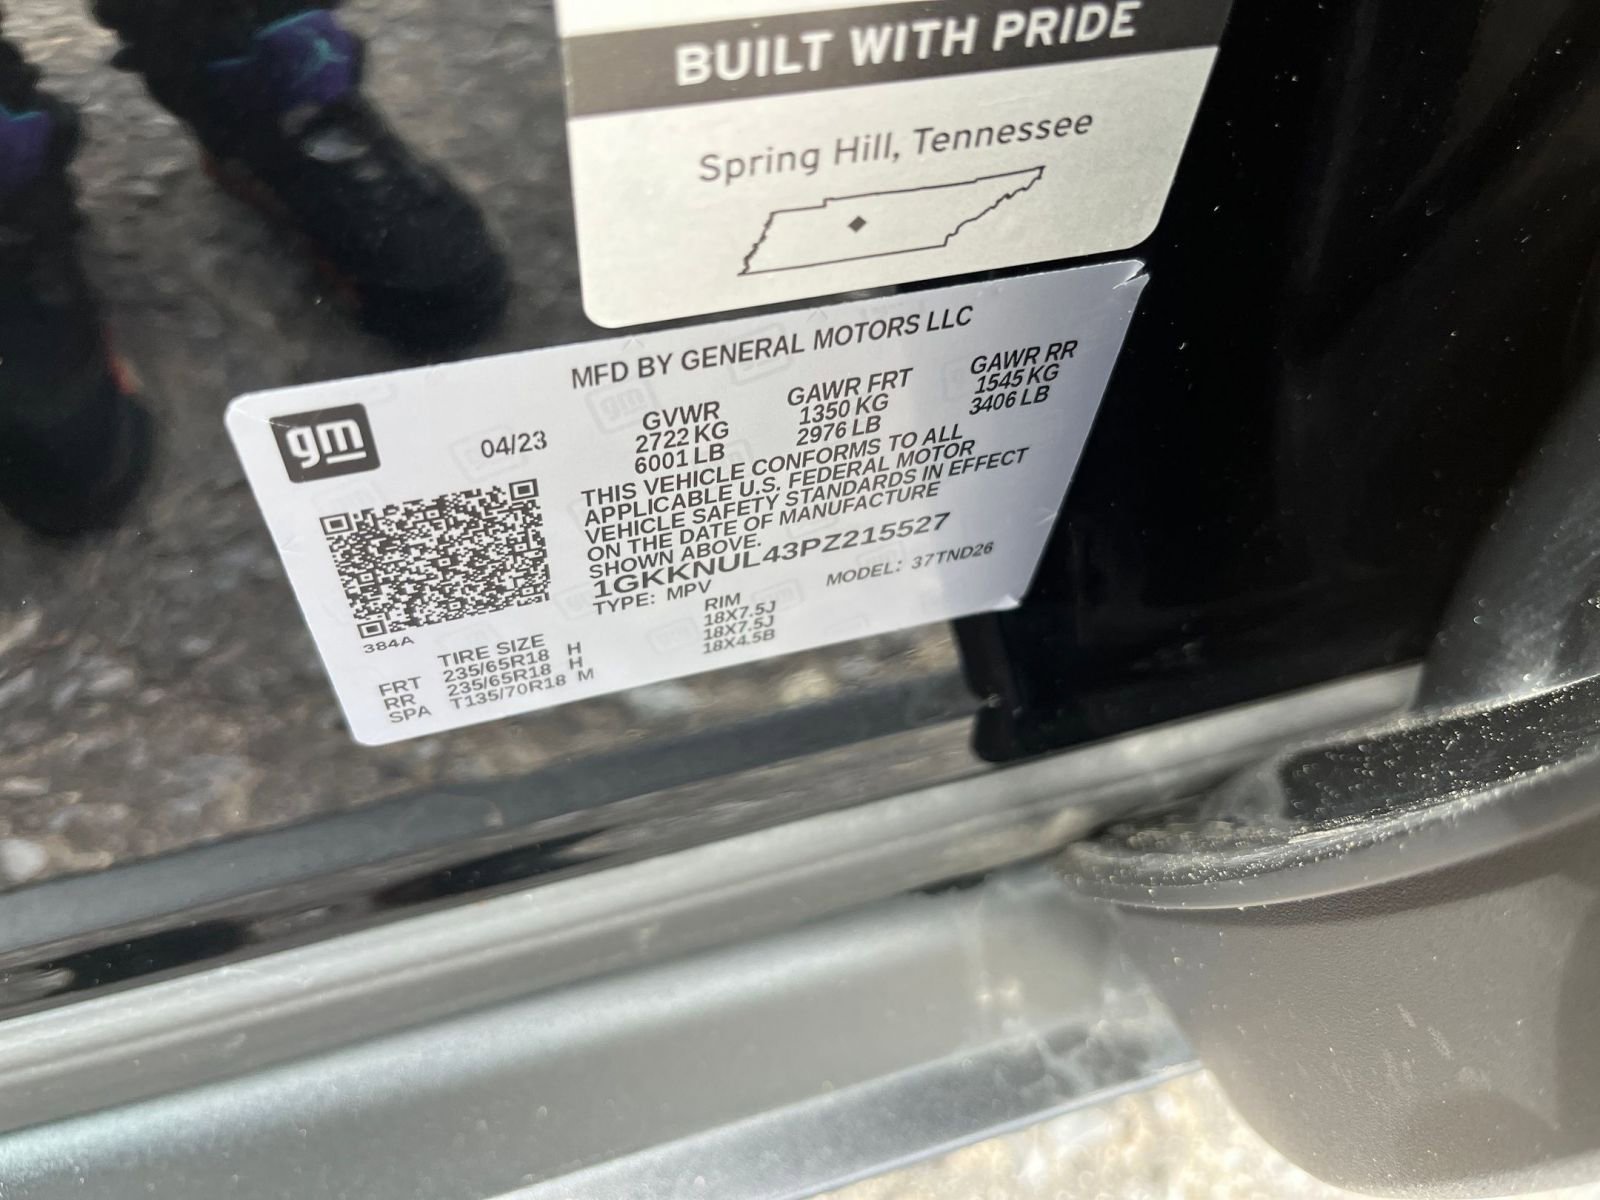 BUILT WITH PRIDE
Spring Hill, Tennessee
MFD BY GENERAL MOTORS LLC
gm
04/23
GVWR
2722 KG
6001 LB
GAWR FRT
1350 KG
2976 LB
GAWR RR
1545 KG
3406 LB
THIS VEHICLE CONFORMS TO ALL
APPLICABLE U.S. FEDERAL MOTOR
VEHICLE SAFETY STANDARDS IN EFFECT
ON THE DATE OF MANUFACTURE
SHOWN ABOVE.
1GKKNUL43PZ215527
TYPE: MPV MODEL: 37TND26
384A
TIRE SIZE RIM
FRT 235/65R18 H 18X7.5J
RR 235/65R18 H 18X7.5J
SPA T135/70R18 M 18X4.5B